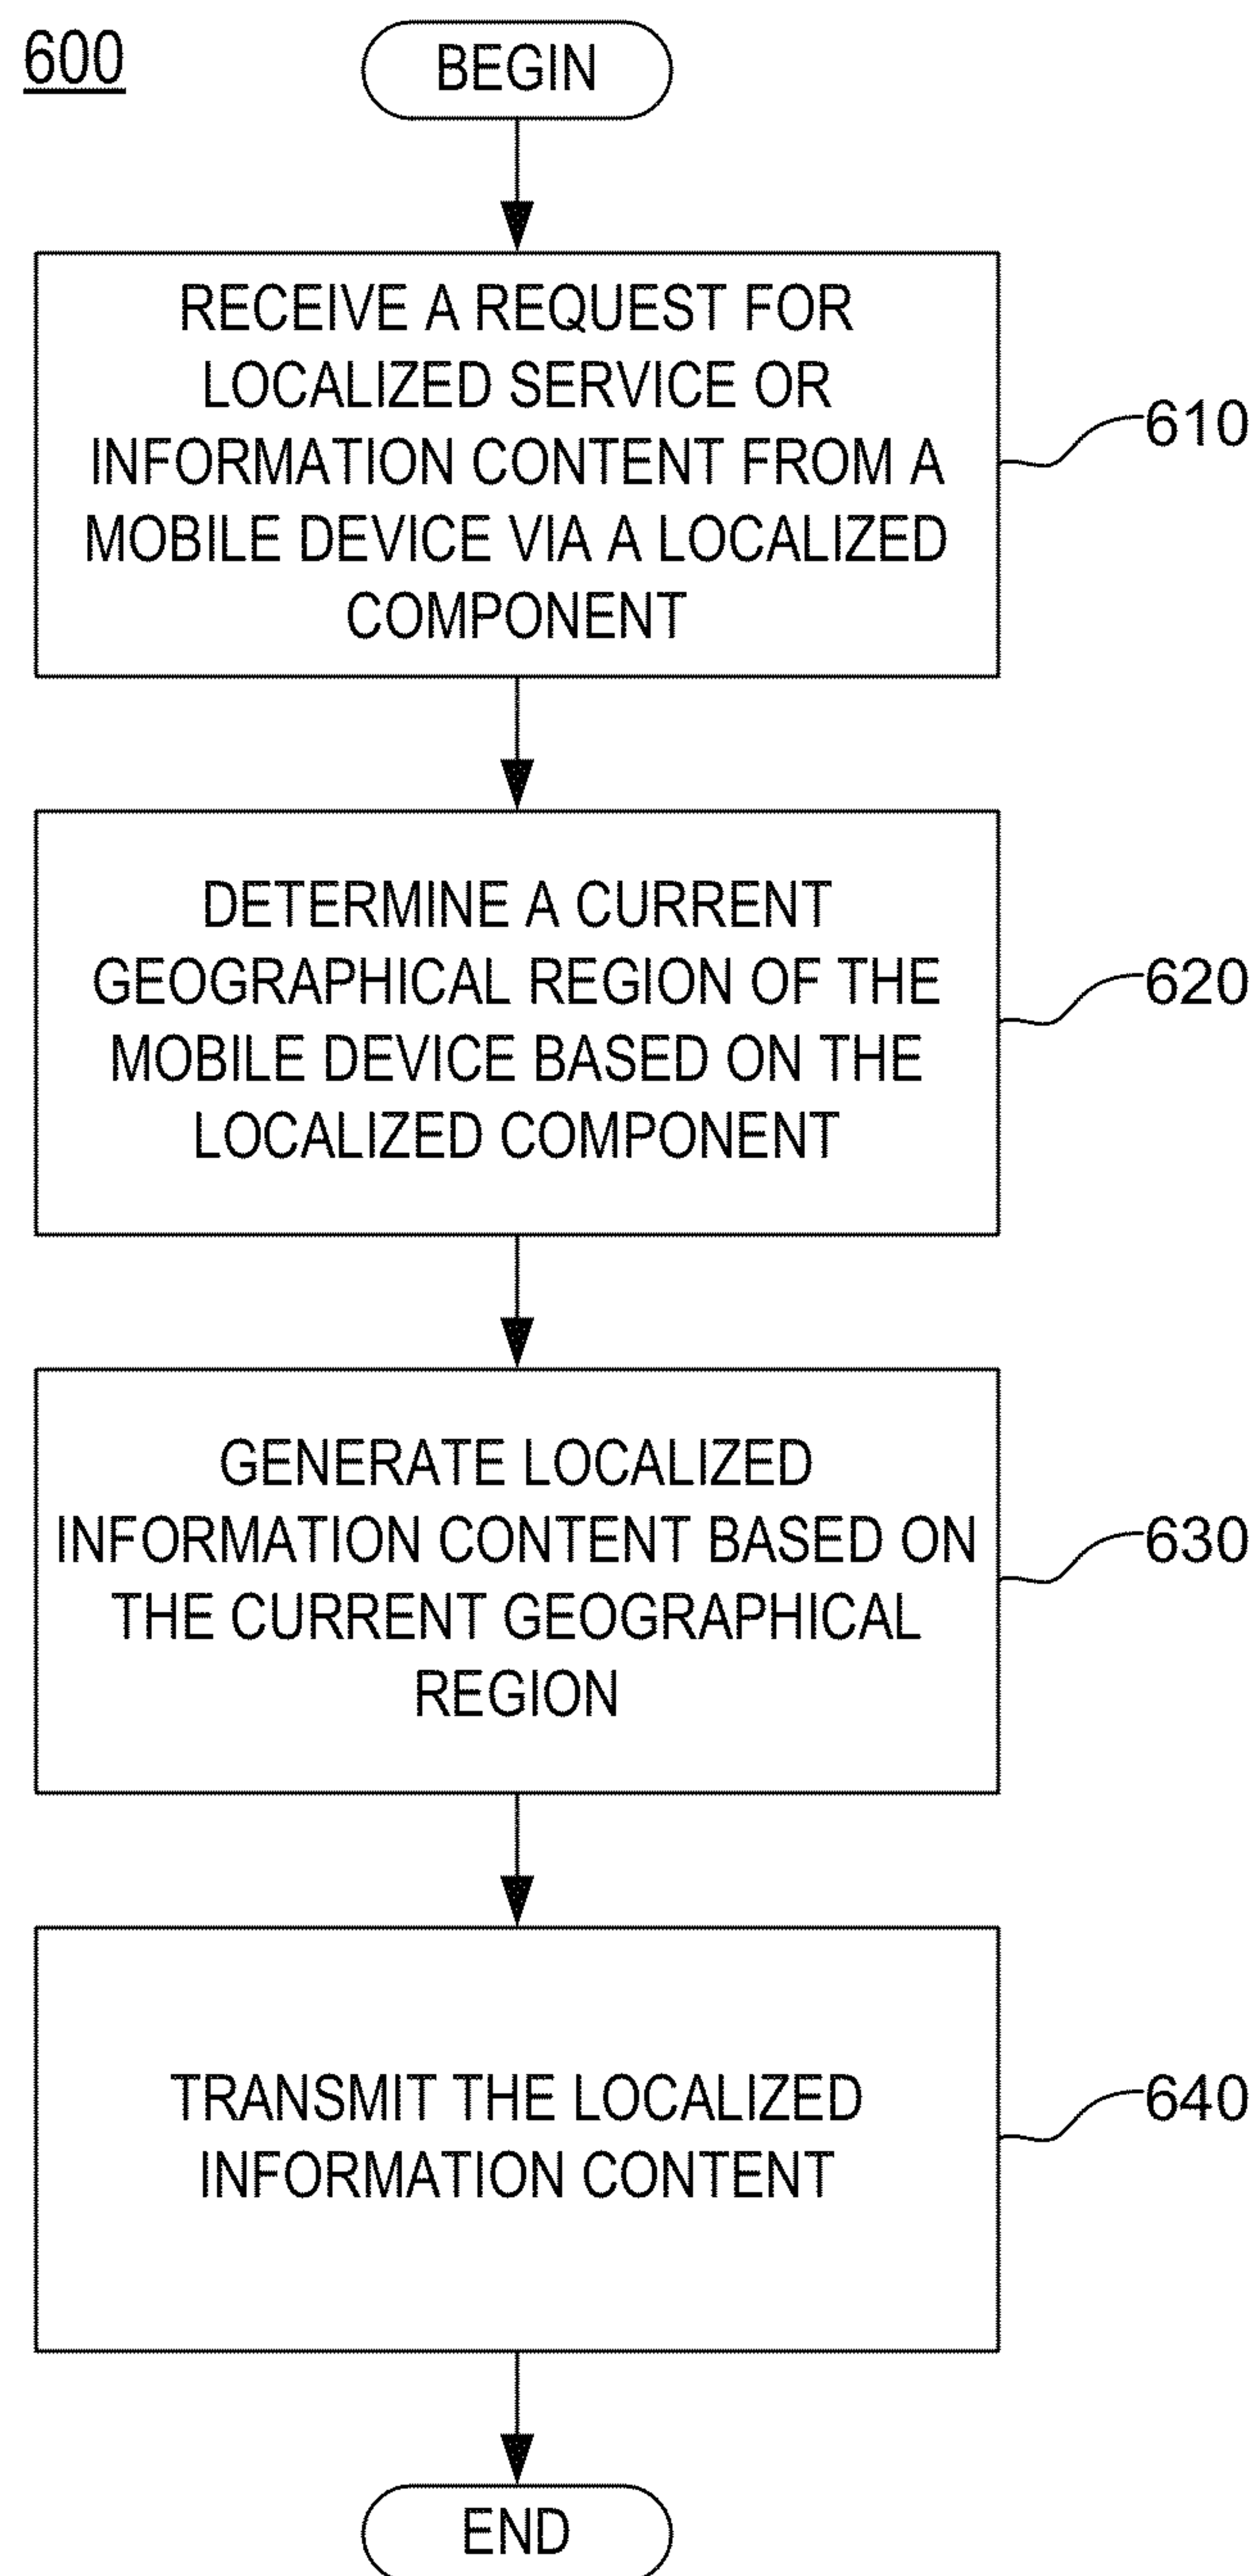 600
BEGIN
RECEIVE A REQUEST FOR
LOCALIZED SERVICE OR
INFORMATION CONTENT FROM A
MOBILE DEVICE VIA A LOCALIZED
COMPONENT
610
DETERMINE A CURRENT
GEOGRAPHICAL REGION OF THE
MOBILE DEVICE BASED ON THE
LOCALIZED COMPONENT
620
GENERATE LOCALIZED
INFORMATION CONTENT BASED ON
THE CURRENT GEOGRAPHICAL
REGION
630
TRANSMIT THE LOCALIZED
INFORMATION CONTENT
640
END